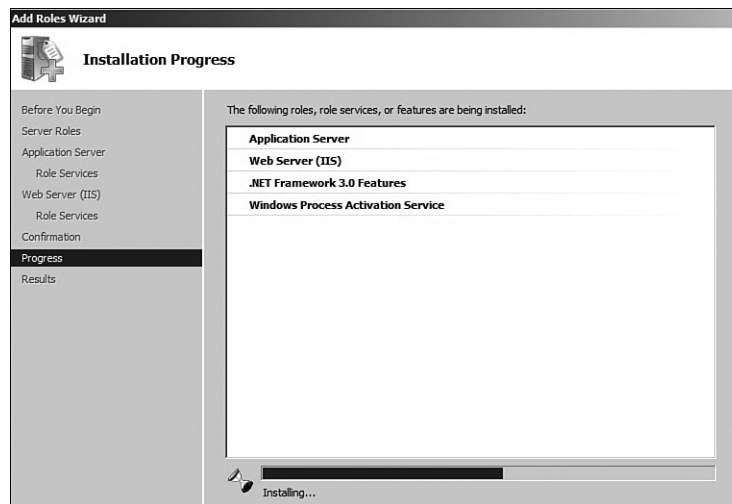 Add Roles Wizard
Installation Progress
Before You Begin
Server Roles
Application Server
Role Services
Web Server (IIS)
Role Services
Confirmation
Progress
Results
The following roles, role services, or features are being installed:
Application Server
Web Server (IIS)
.NET Framework 3.0 Features
Windows Process Activation Service
Installing...